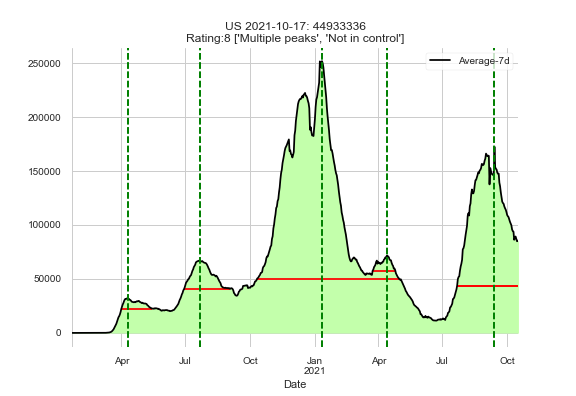 US 2021-10-17: 44933336
Rating:8 ['Multiple peaks', 'Not in control']
Average-7d
250000
200000
150000
100000
50000
0
Apr Jul Oct Jan Apr Jul Oct
2021
Date